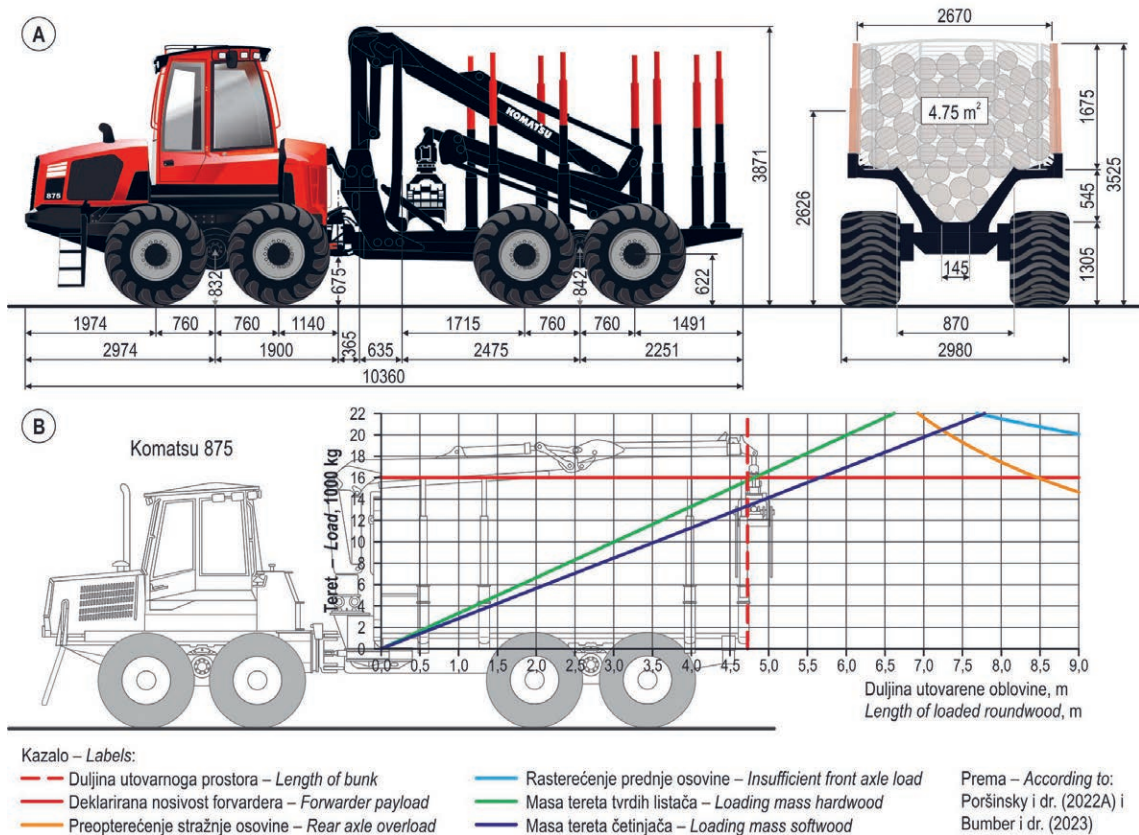 A
2670
KOMATSU
875
4.75 m²
3871
2626
1675
545
1305
3525
832
675
842
622
145
1974
760
760
1140
365
635
1715
760
760
1491
870
2974
1900
2475
2251
2980
10360
B
Komatsu 875
Teret – Load, 1000 kg
22
20
18
16
14
12
10
8
6
4
2
0
0,0 0,5 1,0 1,5 2,0 2,5 3,0 3,5 4,0 4,5 5,0 5,5 6,0 6,5 7,0 7,5 8,0 8,5 9,0
Duljina utovarene oblovine, m
Length of loaded roundwood, m
Kazalo – Labels:
Duljina utovarnoga prostora – Length of bunk
Deklarirana nosivost forvardera – Forwarder payload
Preopterećenje stražnje osovine – Rear axle overload
Rasterećenje prednje osovine – Insufficient front axle load
Masa tereta tvrdih listača – Loading mass hardwood
Masa tereta četinjača – Loading mass softwood
Prema – According to:
Poršinsky i dr. (2022A) i
Bumber i dr. (2023)